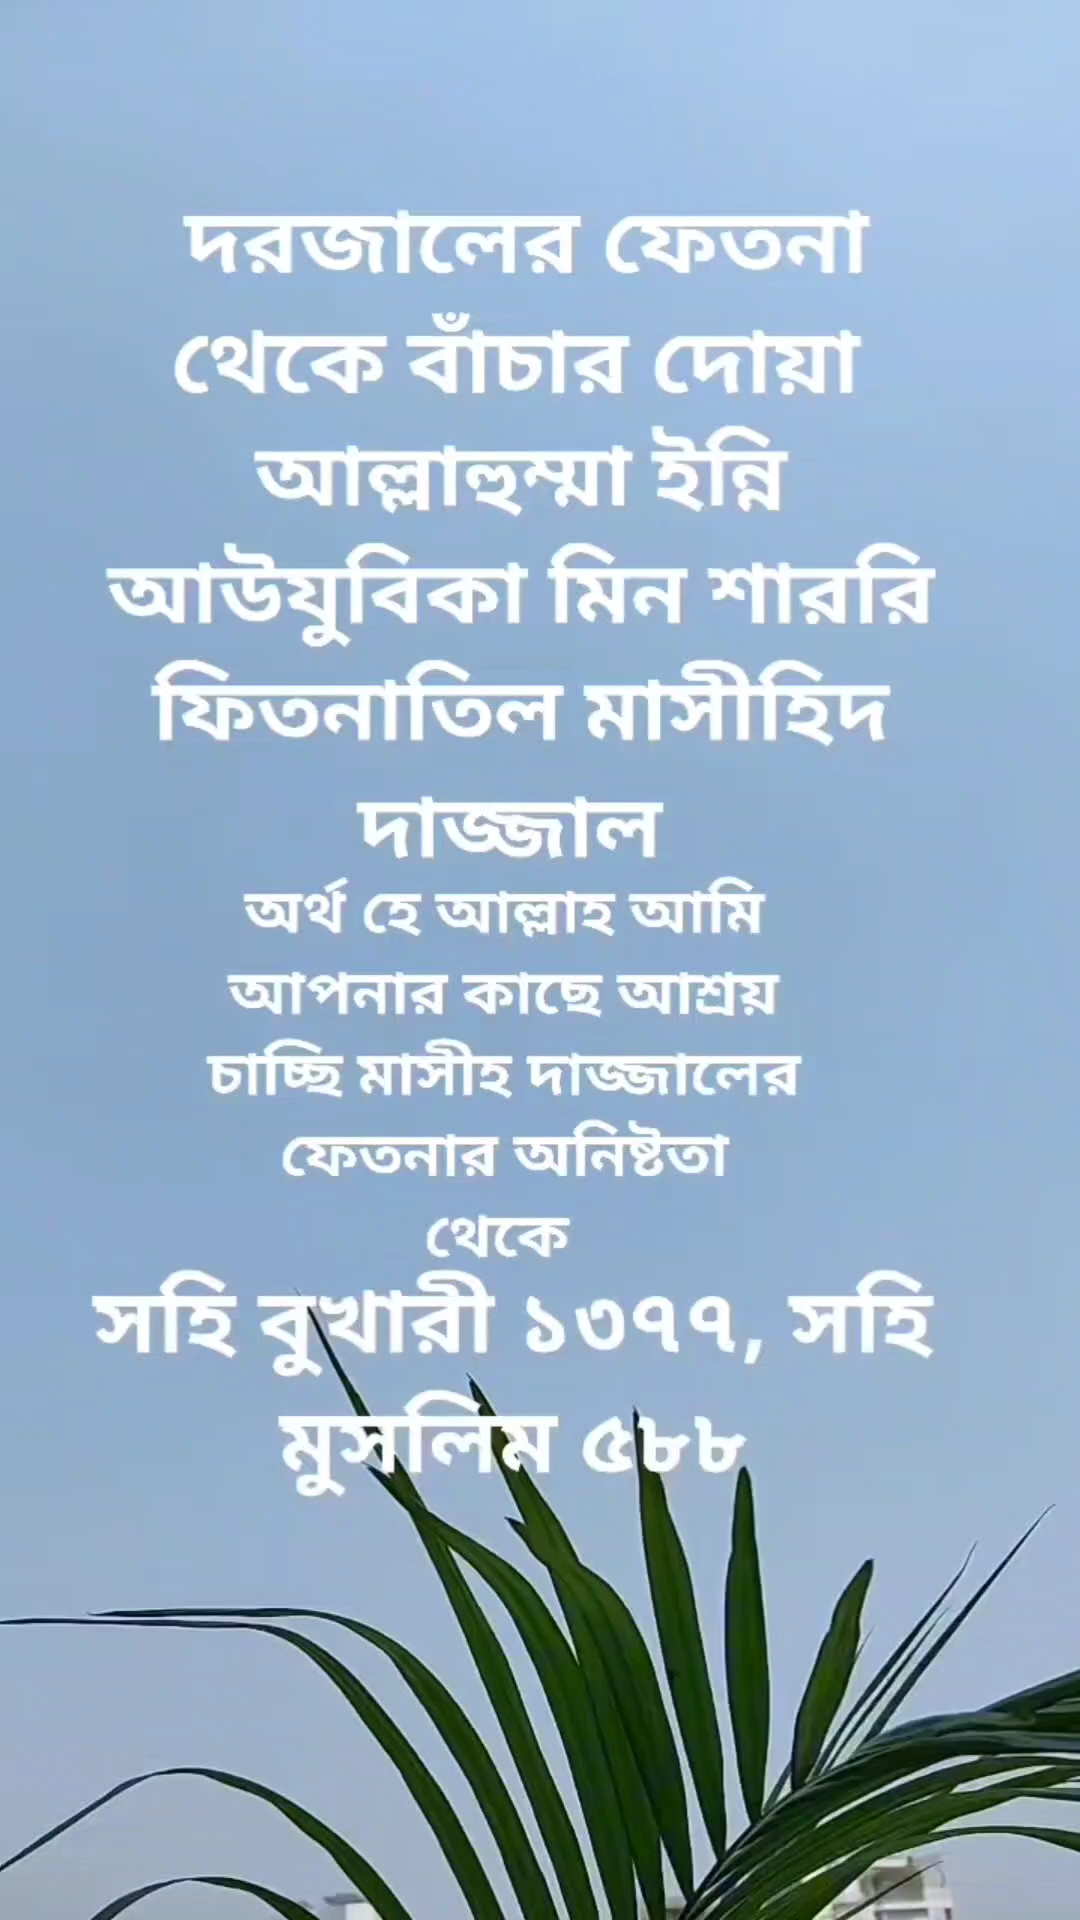 দরজালের ফেতনা
থেকে বাঁচার দোয়া
আল্লাহুম্মা ইন্নি
আউযুবিকা মিন শাররি
ফিতনাতিল মাসীহিদ
দাজ্জাল
অর্থ হে আল্লাহ আমি
আপনার কাছে আশ্রয়
চাচ্ছি মাসীহ দাজ্জালের
ফেতনার অনিষ্টতা
থেকে
সহি বুখারী ১৩৭৭, সহি
মুসলিম ৫৮৮